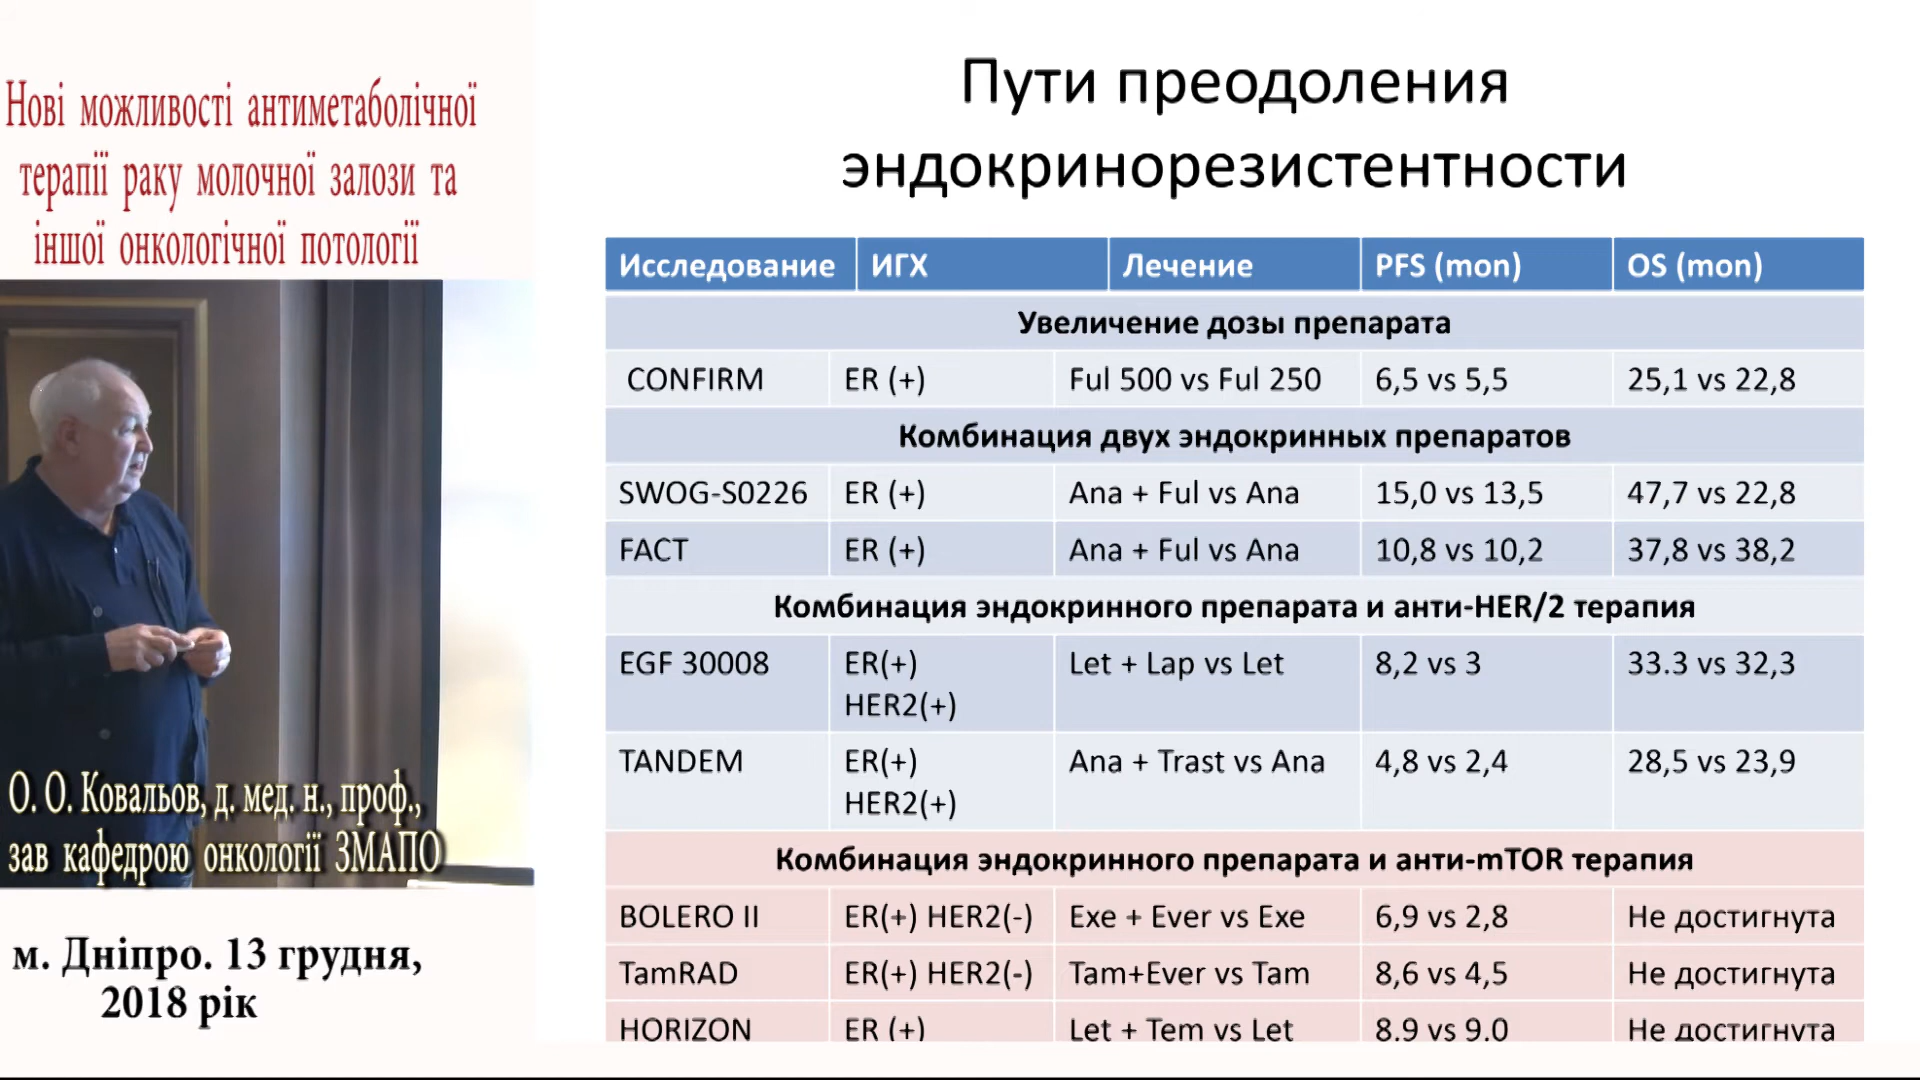 Нові можливості антиметаболічної
терапії раку молочної залози та
іншої онкологічної потології
О. О. Ковальов, д. мед. н., проф.,
зав кафедрою онкології ЗМАПО
м. Дніпро. 13 грудня,
2018 рік
Пути преодоления
эндокринорезистентности
Исследование ИГХ Лечение PFS (mon) OS (mon)
Увеличение дозы препарата
CONFIRM ER (+) Ful 500 vs Ful 250 6,5 vs 5,5 25,1 vs 22,8
Комбинация двух эндокринных препаратов
SWOG-S0226 ER (+) Ana + Ful vs Ana 15,0 vs 13,5 47,7 vs 22,8
FACT ER (+) Ana + Ful vs Ana 10,8 vs 10,2 37,8 vs 38,2
Комбинация эндокринного препарата и анти-HER/2 терапия
EGF 30008 ER(+) Let + Lap vs Let 8,2 vs 3 33.3 vs 32,3
HER2(+)
TANDEM ER(+) Ana + Trast vs Ana 4,8 vs 2,4 28,5 vs 23,9
HER2(+)
Комбинация эндокринного препарата и анти-mTOR терапия
BOLERO II ER(+) HER2(-) Exe + Ever vs Exe 6,9 vs 2,8 Не достигнута
TamRAD ER(+) HER2(-) Tam+Ever vs Tam 8,6 vs 4,5 Не достигнута
HORIZON ER (+) Let + Tem vs Let 8,9 vs 9,0 Не достигнута